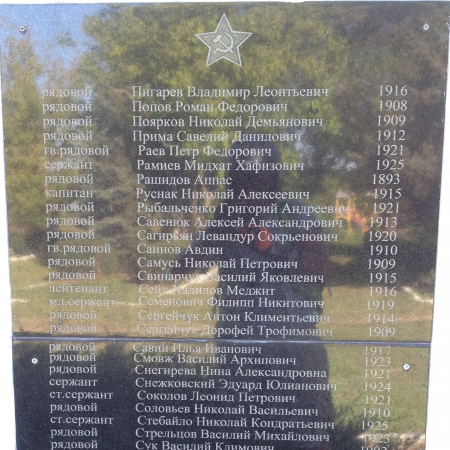 рядовой Пигарев Владимир Леонтьевич 1916
рядовой Попов Роман Федорович 1908
рядовой Поярков Николай Демьянович 1909
рядовой Прима Савелий Данилович 1912
гв.рядовой Раев Петр Федорович 1921
сержант Рамиев Мидхат Хафизович 1925
рядовой Рашидов Аппас 1893
капитан Руснак Николай Алексеевич 1915
рядовой Рыбальченко Григорий Андреевич 1921
рядовой Савенюк Алексей Александрович 1913
рядовой Сагирьян Левандур Сокрьенович 1920
гв.рядовой Саинов Авдин 1910
рядовой Самусь Николай Петрович 1909
рядовой Свинарчук Василий Яковлевич 1915
лейтенант Сейт Халилов Меджит 1916
мл.сержант Семенович Филипп Никитович 1919
рядовой Сергейчук Антон Климентьевич 1914
рядовой Сергейчук Дорофей Трофимович 1909
рядовой Савин Илья Иванович 1917
рядовой Смовж Василий Архипович 1923
рядовой Снегирева Нина Александровна 1921
сержант Снежковский Эдуард Юлианович 1924
ст.сержант Соколов Леонид Петрович 1921
рядовой Соловьев Николай Васильевич 1910
ст.сержант Стебайло Николай Кондратьевич 1925
рядовой Стрельцов Василий Михайлович 1923
рядовой Сук Василий Климович